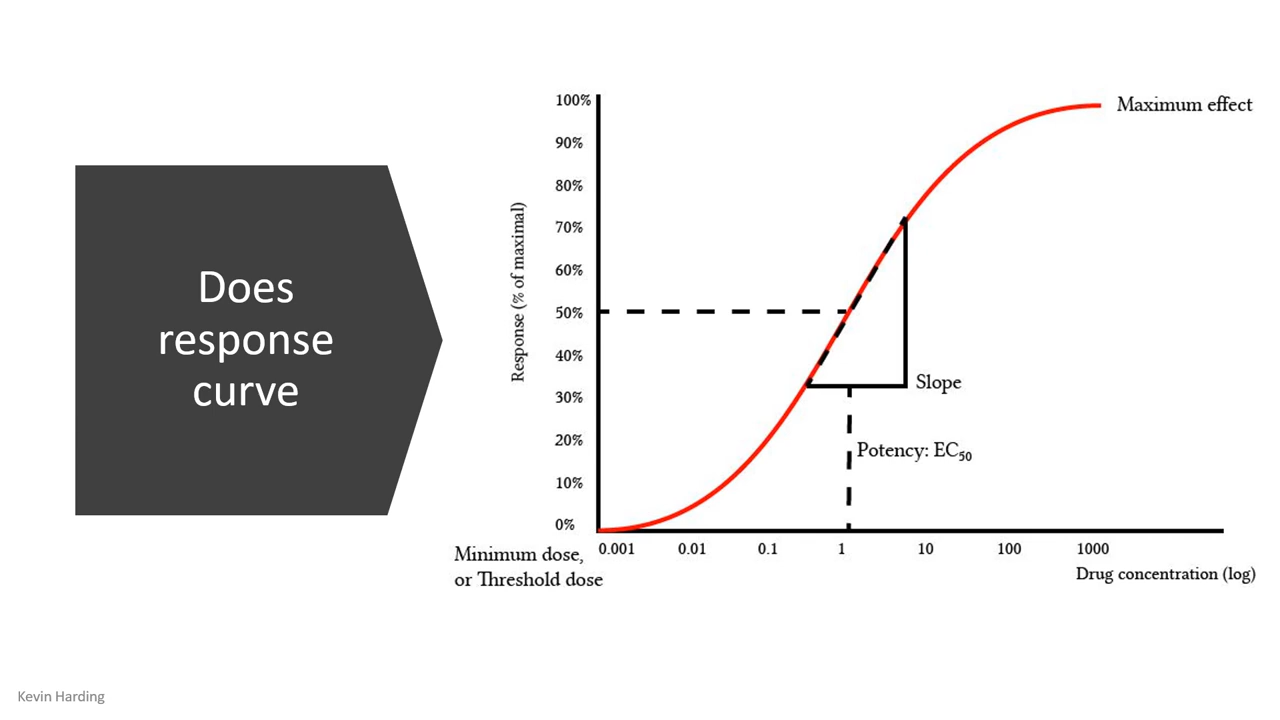 Does
response
curve
Response (% of maximal)
100%
90%
80%
70%
60%
50%
40%
30%
20%
10%
0%
Maximum effect
Slope
Potency: EC₅₀
Minimum dose,
or Threshold dose
0.001 0.01 0.1 1 10 100 1000
Drug concentration (log)
Kevin Harding